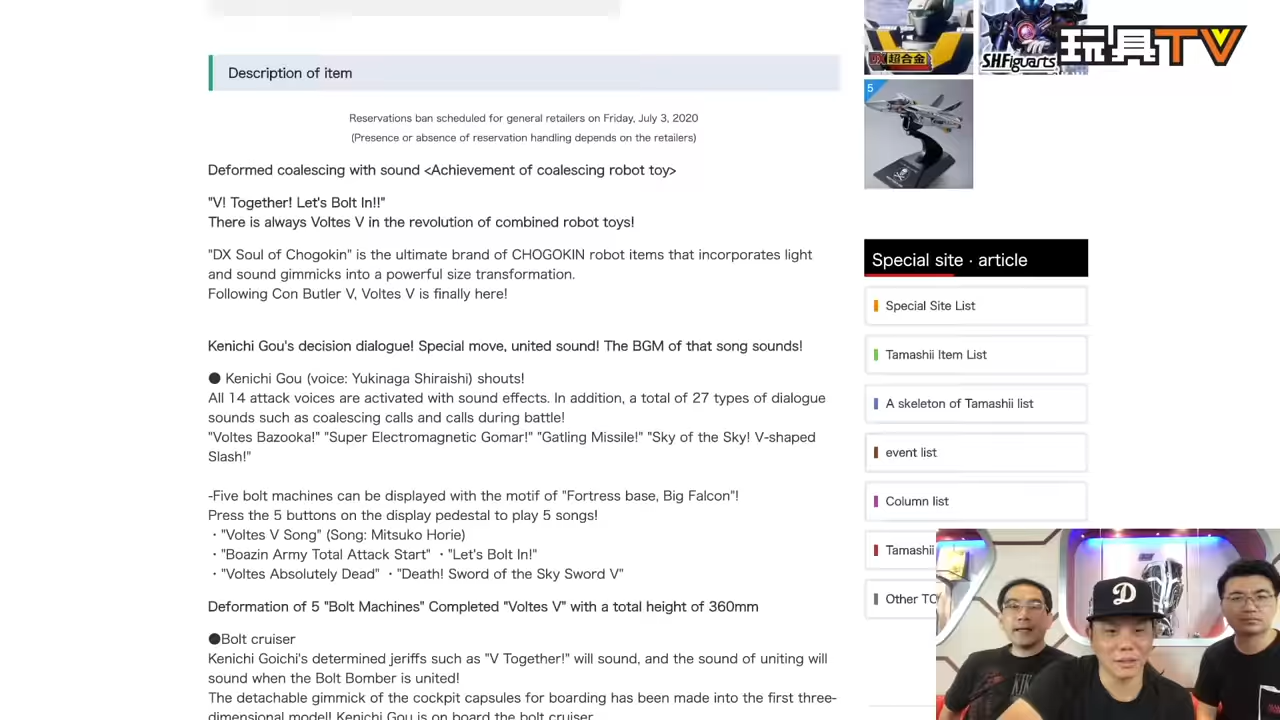 Description of item
Reservations ban scheduled for general retailers on Friday, July 3, 2020
(Presence or absence of reservation handling depends on the retailers)
Deformed coalescing with sound <Achievement of coalescing robot toy>
"V! Together! Let's Bolt In!!"
There is always Voltes V in the revolution of combined robot toys!
"DX Soul of Chogokin" is the ultimate brand of CHOGOKIN robot items that incorporates light
and sound gimmicks into a powerful size transformation.
Following Con Butler V, Voltes V is finally here!
Kenichi Gou's decision dialogue! Special move, united sound! The BGM of that song sounds!
● Kenichi Gou (voice: Yukinaga Shiraishi) shouts!
All 14 attack voices are activated with sound effects. In addition, a total of 27 types of dialogue
sounds such as coalescing calls and calls during battle!
"Voltes Bazooka!" "Super Electromagnetic Gomar!" "Gatling Missile!" "Sky of the Sky! V-shaped
Slash!"
-Five bolt machines can be displayed with the motif of "Fortress base, Big Falcon"!
Press the 5 buttons on the display pedestal to play 5 songs!
・"Voltes V Song" (Song: Mitsuko Horie)
・"Boazin Army Total Attack Start" ・"Let's Bolt In!"
・"Voltes Absolutely Dead" ・"Death! Sword of the Sky Sword V"
Deformation of 5 "Bolt Machines" Completed "Voltes V" with a total height of 360mm
●Bolt cruiser
Kenichi Goichi's determined jeriffs such as "V Together!" will sound, and the sound of uniting will
sound when the Bolt Bomber is united!
The detachable gimmick of the cockpit capsules for boarding has been made into the first three-
dimensional model! Kenichi Gou is on board the bolt cruiser.
DX超合金
SHFiguarts
玩具TV
5
Special site · article
Special Site List
Tamashii Item List
A skeleton of Tamashii list
event list
Column list
Tamashii
Other TO
D